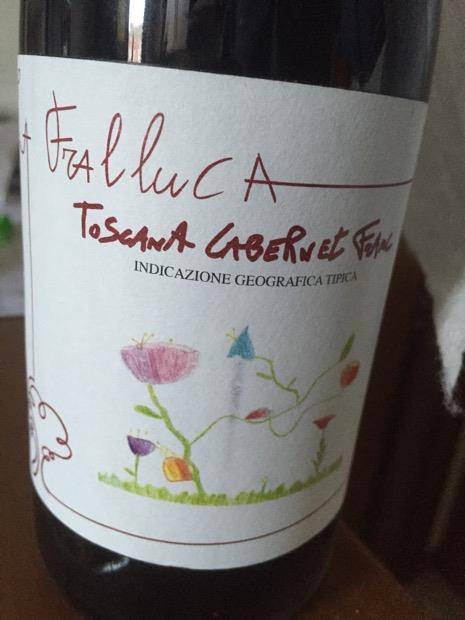 FRALLUCA
TOSCANA CABERNET FRANC
INDICAZIONE GEOGRAFICA TIPICA